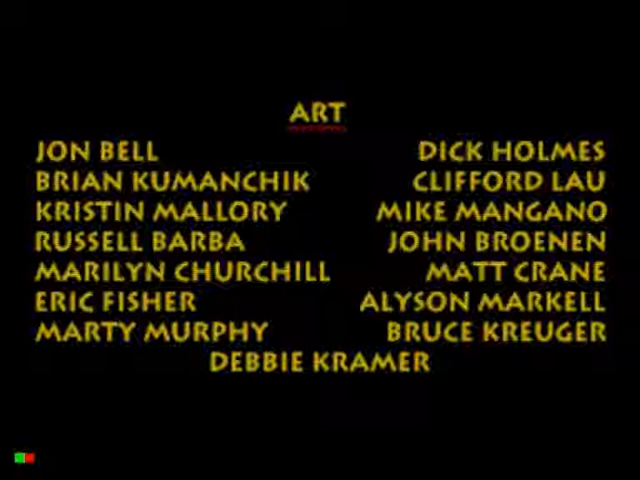 ART
JON BELL DICK HOLMES
BRIAN KUMANCHIK CLIFFORD LAU
KRISTIN MALLORY MIKE MANGANO
RUSSELL BARBA JOHN BROENEN
MARILYN CHURCHILL MATT CRANE
ERIC FISHER ALYSON MARKELL
MARTY MURPHY BRUCE KREUGER
DEBBIE KRAMER